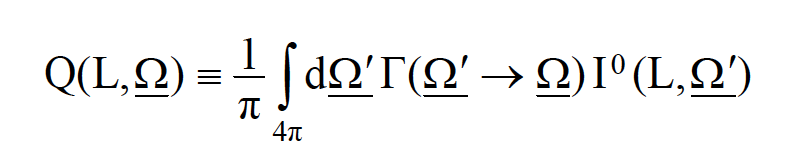 Q(L,Ω) ≡ 1/π ∫4π dΩ′ Γ(Ω′ → Ω) I⁰ (L,Ω′)